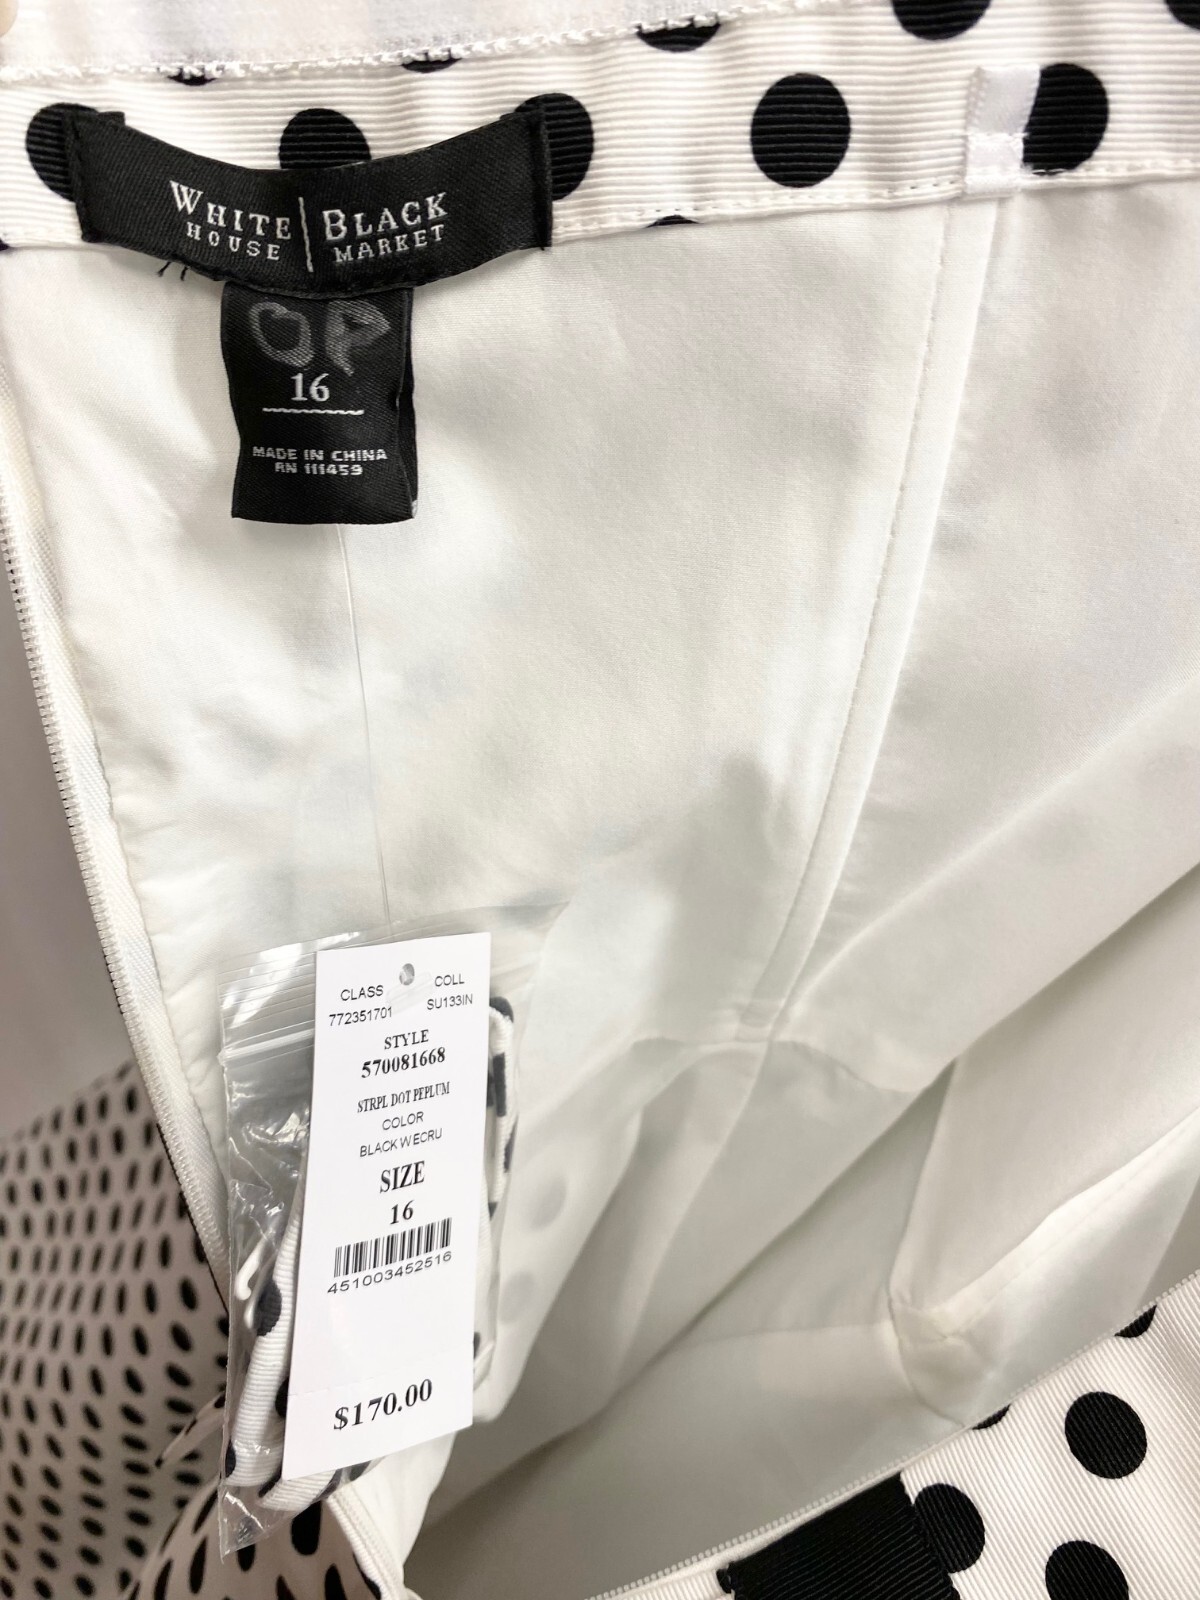 WHITE | BLACK
HOUSE | MARKET
OP
16
MADE IN CHINA
RN 111459
CLASS COLL
772351701 SU133IN
STYLE
570081668
STRPL DOT PEPLUM
COLOR
BLACK W ECRU
SIZE
16
451003452516
$170.00